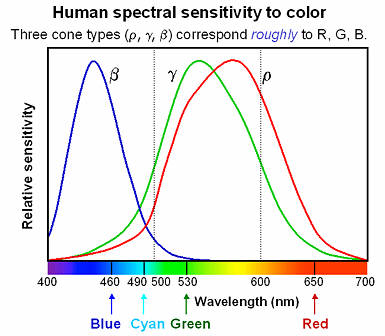 Human spectral sensitivity to color
Three cone types (ρ, γ, β) correspond roughly to R, G, B.
β γ ρ
Relative sensitivity
400 460 490 500 530 600 650 700
Wavelength (nm)
Blue Cyan Green Red